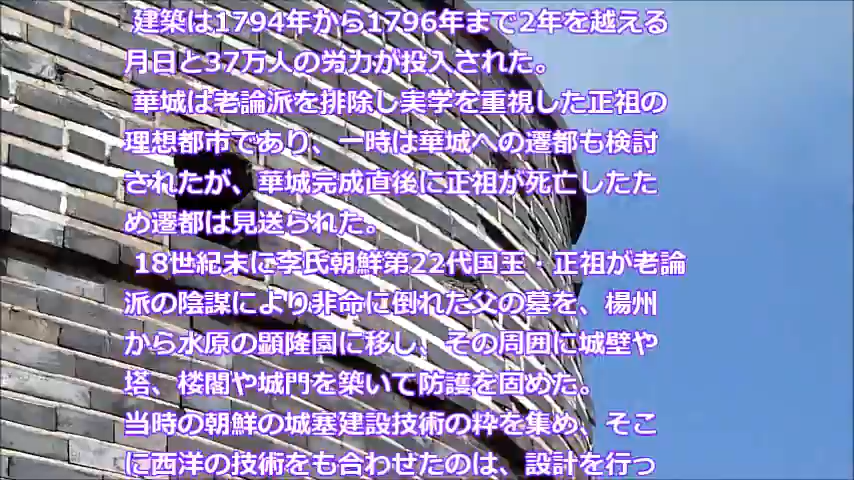 建築は1794年から1796年まで2年を越える
月日と37万人の労力が投入された。
華城は老論派を排除し実学を重視した正祖の
理想都市であり、一時は華城への遷都も検討
されたが、華城完成直後に正祖が死亡したた
め遷都は見送られた。
18世紀末に李氏朝鮮第22代国王・正祖が老論
派の陰謀により非命に倒れた父の墓を、楊州
から水原の顕隆園に移し、その周囲に城壁や
塔、楼閣や城門を築いて防護を固めた。
当時の朝鮮の城塞建設技術の粋を集め、そこ
に西洋の技術をも合わせたのは、設計を行っ